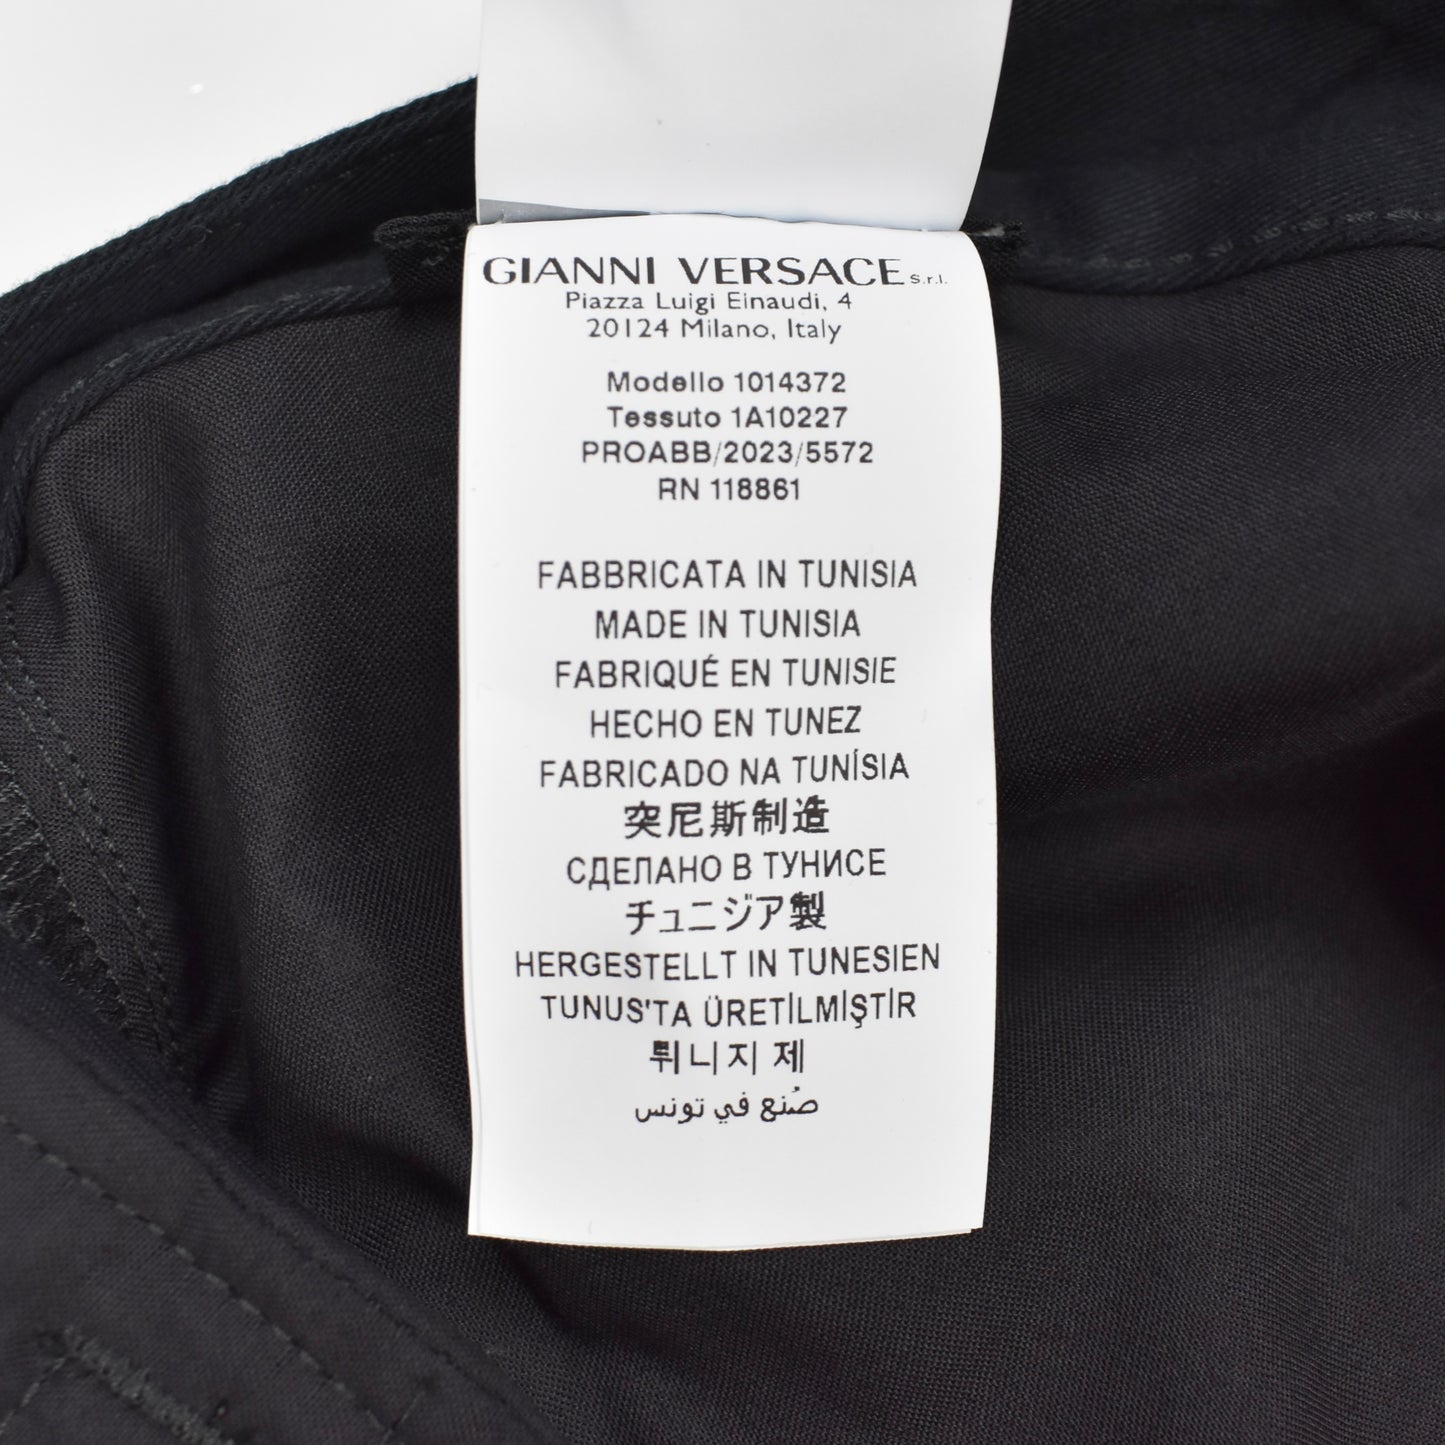 GIANNI VERSACE S.r.l.
Piazza Luigi Einaudi, 4
20124 Milano, Italy
Modello 1014372
Tessuto 1A10227
PROABB/2023/5572
RN 118861
FABBRICATA IN TUNISIA
MADE IN TUNISIA
FABRIQUÉ EN TUNISIE
HECHO EN TUNEZ
FABRICADO NA TUNÍSIA
突尼斯制造
СДЕЛАНО В ТУНИСЕ
チュニジア製
HERGESTELLT IN TUNESIEN
TUNUS'TA ÜRETİLMİŞTİR
튀니지 제
صُنع في تونس